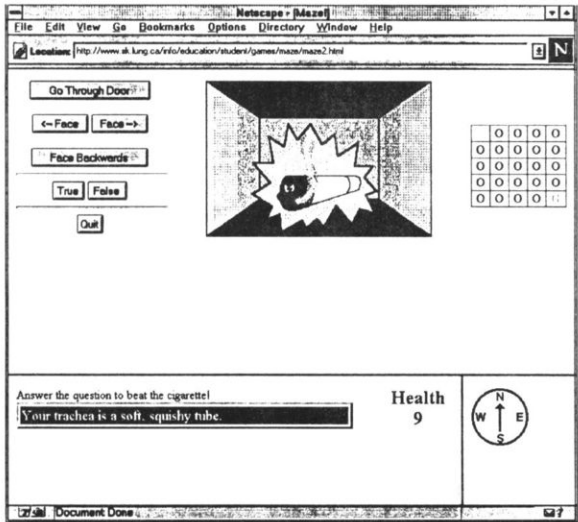 Netscape - [Maze!]
File Edit View Go Bookmarks Options Directory Window Help
Location: http://www.sk.lung.ca/info/education/student/games/maze/maze2.html
N
Go Through Door
<-Face Face->
Face Backwards
True False
Quit
O O O O
O O O O O
O O O O O
O O O O O
O O O O
Answer the question to beat the cigarette!
Your trachea is a soft, squishy tube.
Health
9
N
W E
S
Document Done